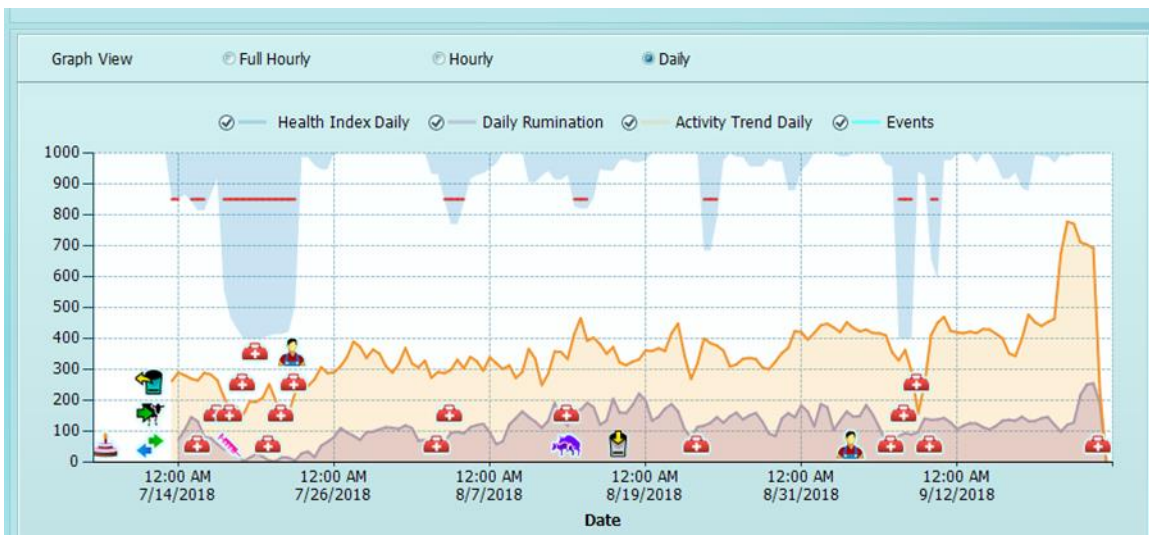 Graph View Full Hourly Hourly Daily
Health Index Daily Daily Rumination Activity Trend Daily Events
1000
900
800
700
600
500
400
300
200
100
0
12:00 AM 12:00 AM 12:00 AM 12:00 AM 12:00 AM 12:00 AM
7/14/2018 7/26/2018 8/7/2018 8/19/2018 8/31/2018 9/12/2018
Date